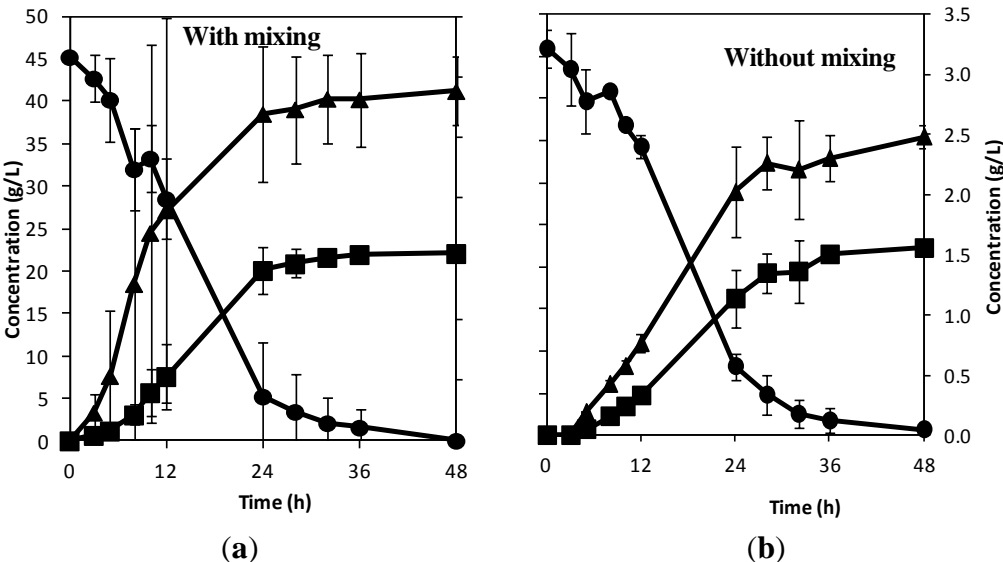 With mixing
Concentration (g/L)
50
45
40
35
30
25
20
15
10
5
0
0 12 24 36 48
Time (h)
(a)
Without mixing
3.5
3.0
2.5
2.0
1.5
1.0
0.5
0.0
Concentration (g/L)
0 12 24 36 48
Time (h)
(b)